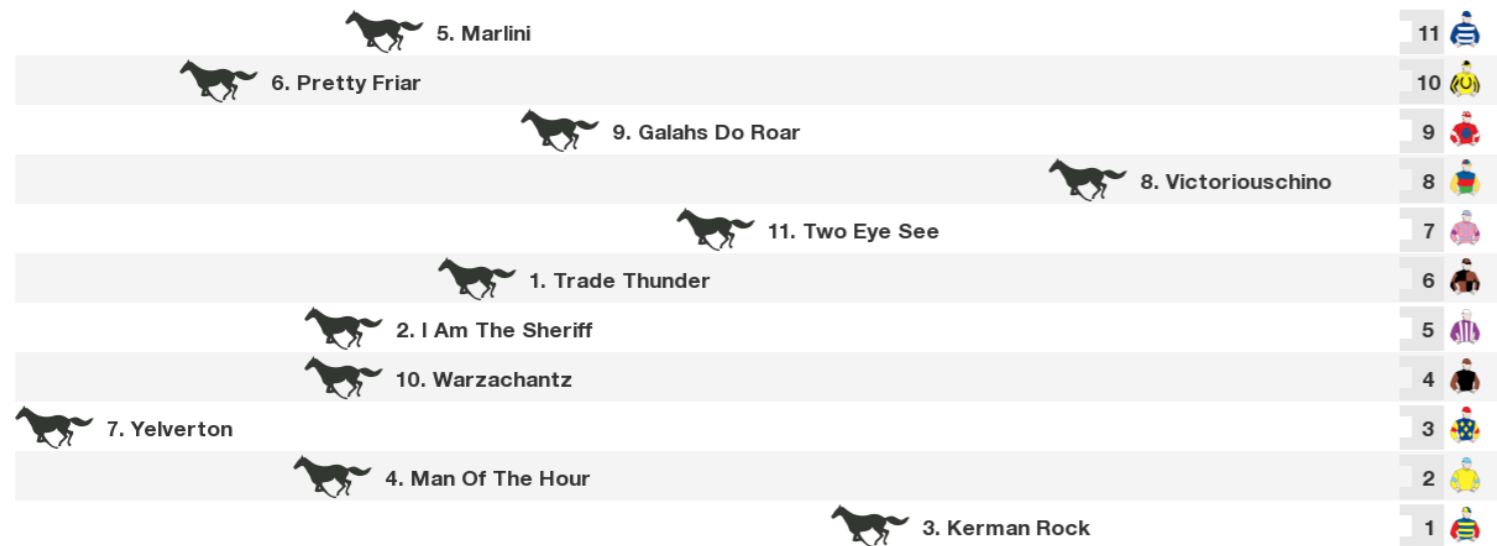 5. Marlini 11
6. Pretty Friar 10
9. Galahs Do Roar 9
8. Victoriouschino 8
11. Two Eye See 7
1. Trade Thunder 6
2. I Am The Sheriff 5
10. Warzachantz 4
7. Yelverton 3
4. Man Of The Hour 2
3. Kerman Rock 1